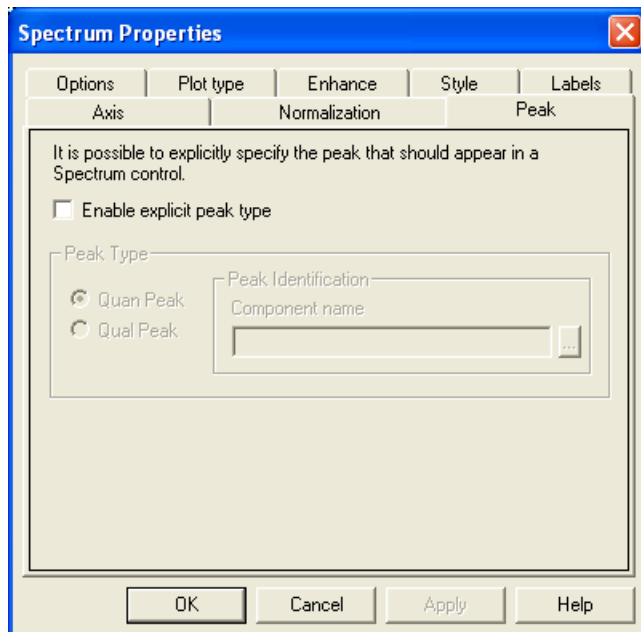 Spectrum Properties
Options
Plot type
Enhance
Style
Labels
Axis
Normalization
Peak
It is possible to explicitly specify the peak that should appear in a
Spectrum control.
Enable explicit peak type
Peak Type
Quan Peak
Qual Peak
Peak Identification
Component name
...
OK
Cancel
Apply
Help